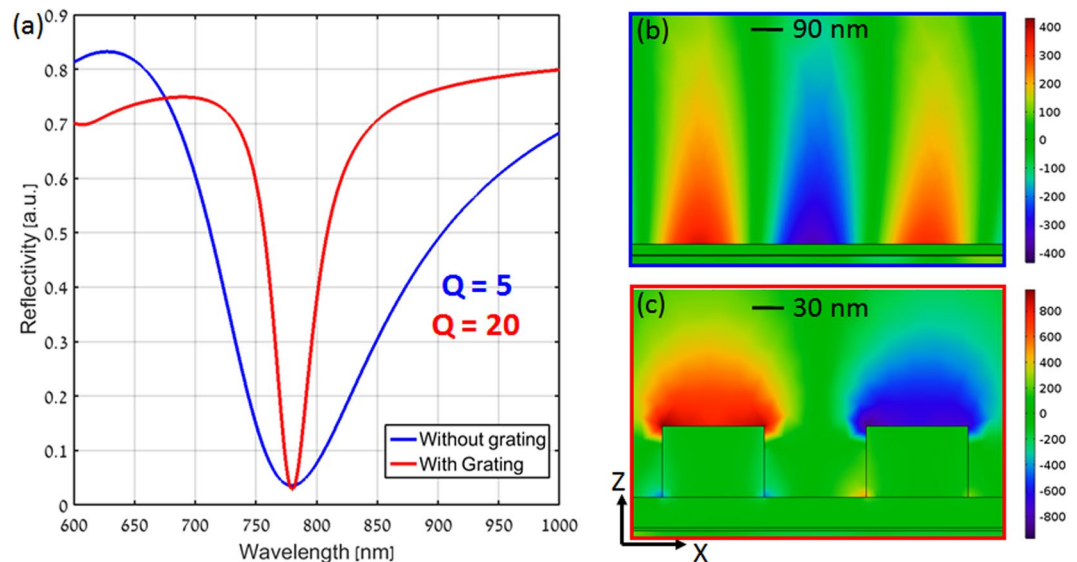 (a)
0.9
0.8
0.7
0.6
0.5
0.4
0.3
0.2
0.1
0
Reflectivity [a.u.]
600
650
700
750
800
850
900
950
1000
Wavelength [nm]
Q = 5
Q = 20
Without grating
With Grating
(b)
90 nm
400
300
200
100
0
-100
-200
-300
-400
(c)
30 nm
800
600
400
200
0
-200
-400
-600
-800
Z
X